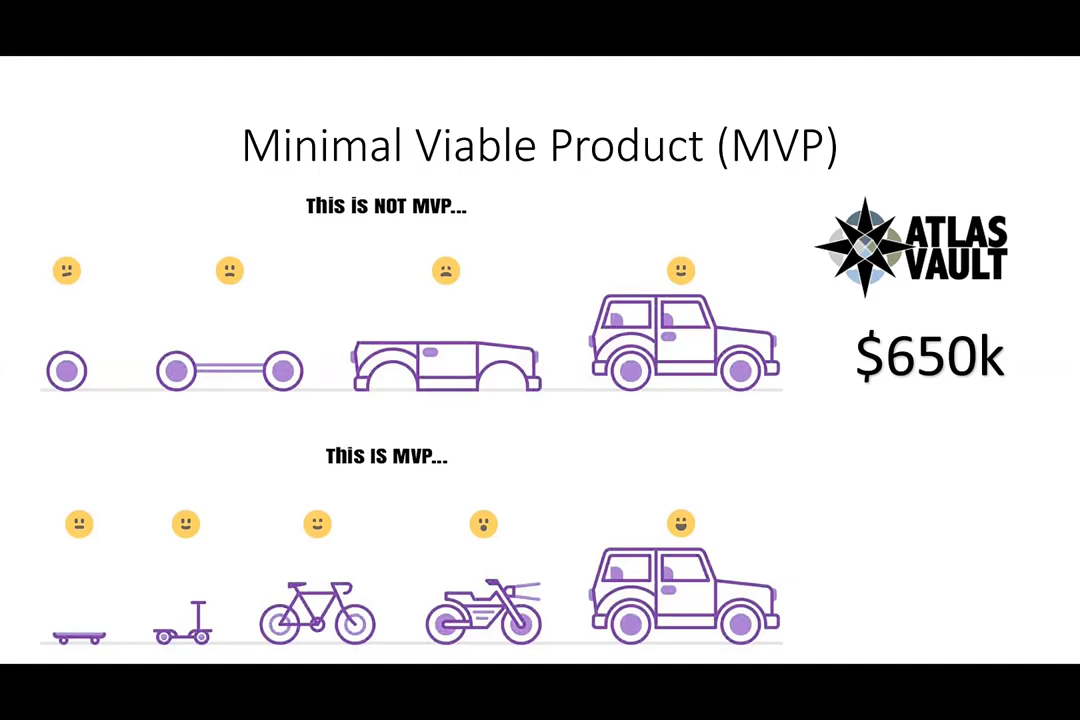 Minimal Viable Product (MVP)
This is NOT MVP...
ATLAS
VAULT
$650k
This IS MVP...